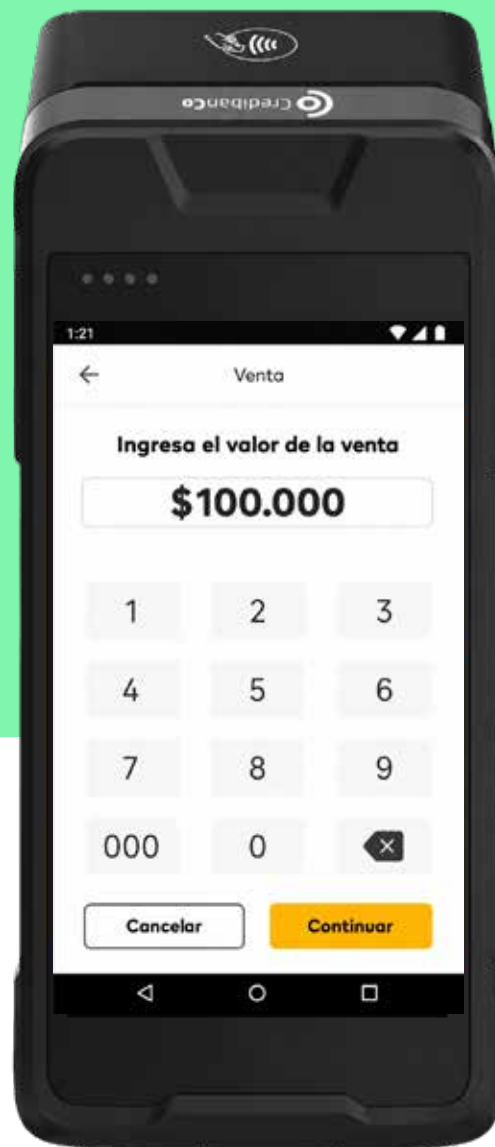 CredibanCo
1:21
Venta
Ingresa el valor de la venta
$100.000
1 2 3
4 5 6
7 8 9
000 0
Cancelar Continuar